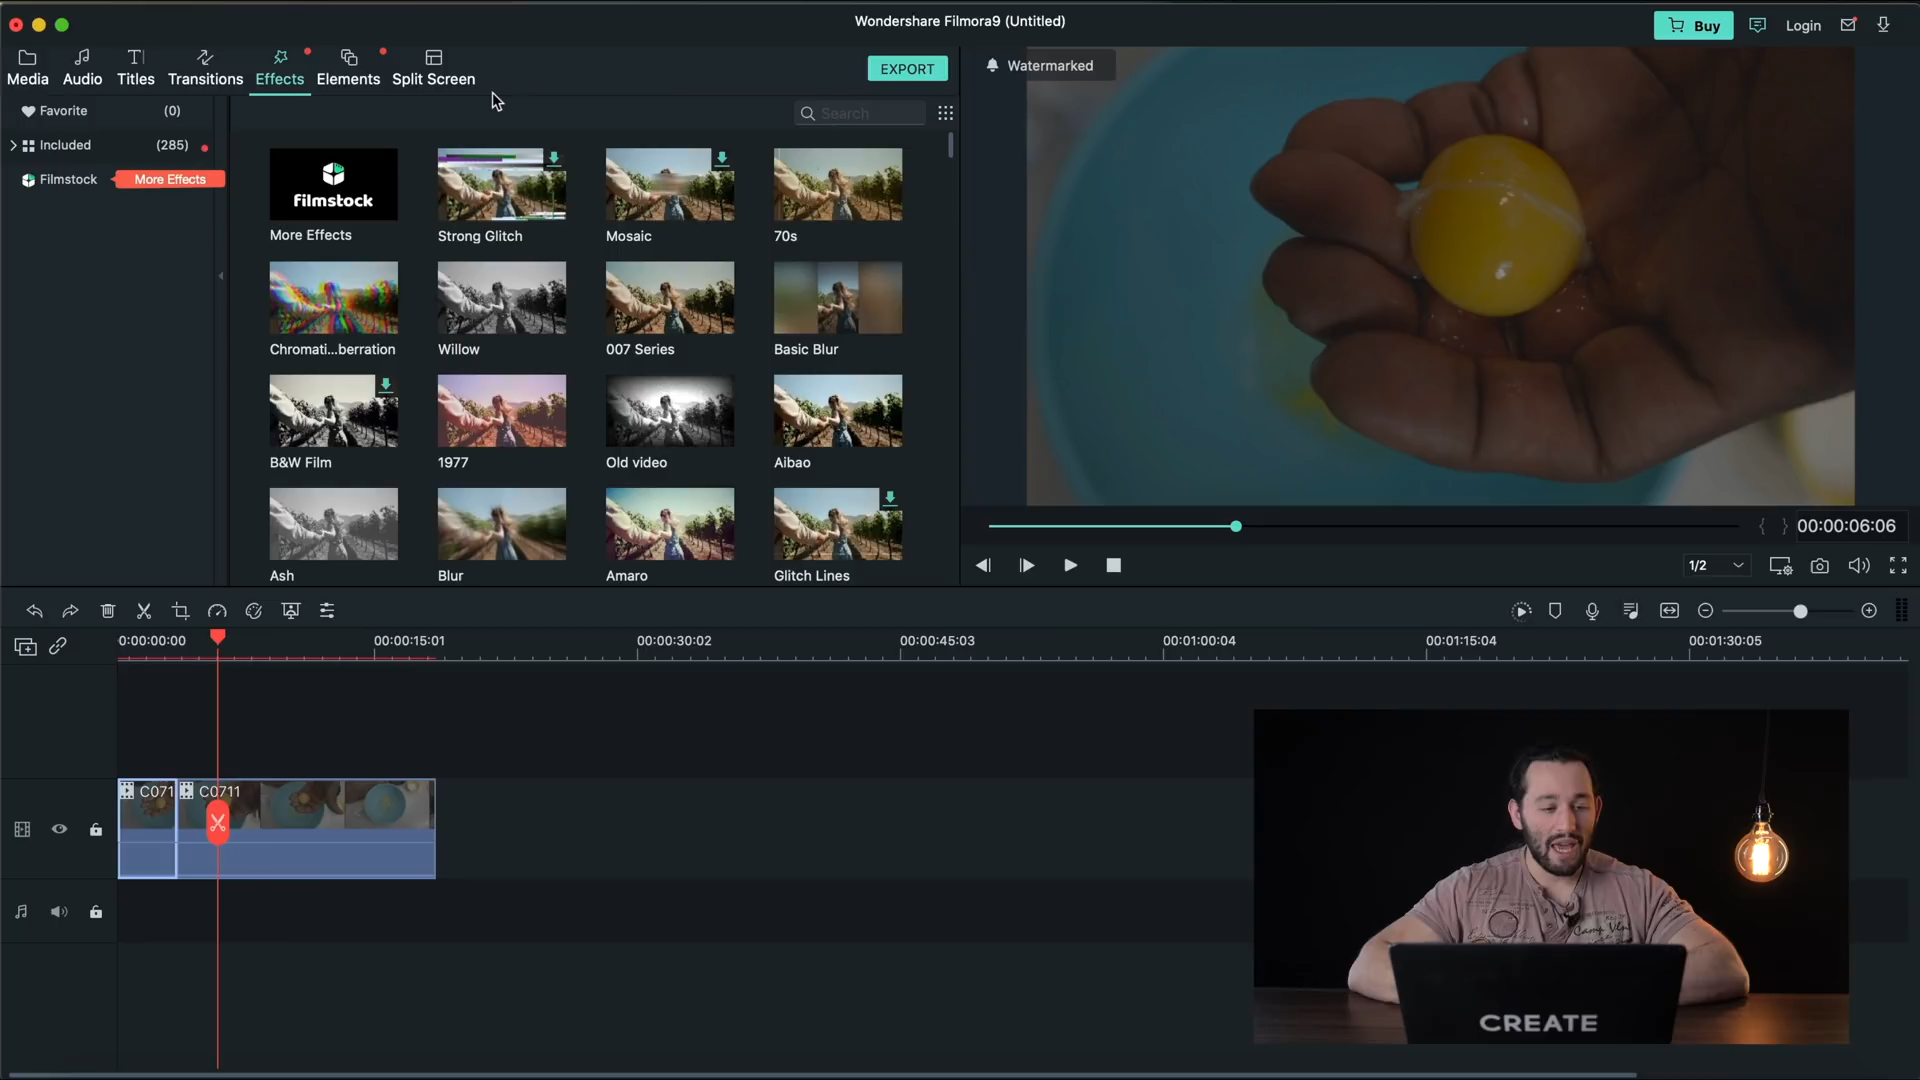 Wondershare Filmora9 (Untitled)
Buy
Login
Media
Audio
Titles
Transitions
Effects
Elements
Split Screen
EXPORT
Watermarked
Favorite (0)
Included (285)
Filmstock More Effects
Search
filmstock
More Effects
Strong Glitch
Mosaic
70s
Chromati...berration
Willow
007 Series
Basic Blur
B&W Film
1977
Old video
Aibao
Ash
Blur
Amaro
Glitch Lines
00:00:06:06
1/2
0:00:00:00
00:00:15:01
00:00:30:02
00:00:45:03
00:01:00:04
00:01:15:04
00:01:30:05
C071
C0711
CREATE